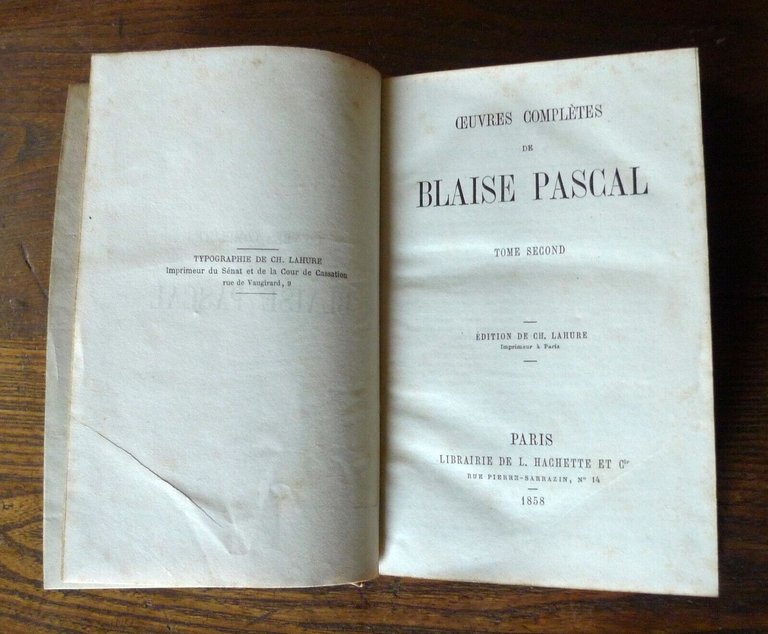 TYPOGRAPHIE DE CH. LAHURE
Imprimeur du Sénat et de la Cour de Cassation
rue de Vaugirard, 9
ŒUVRES COMPLÈTES
DE
BLAISE PASCAL
TOME SECOND
ÉDITION DE CH. LAHURE
Imprimeur à Paris
PARIS
LIBRAIRIE DE L. HACHETTE ET Cie
RUE PIERRE-SARRAZIN, N° 14
1858